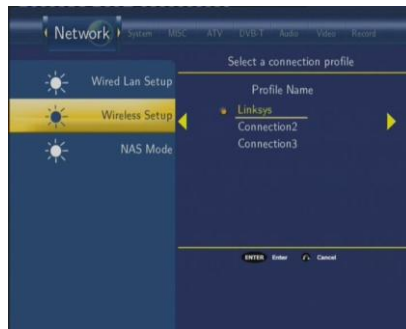 Network System MISC ATV DVB-T Audio Video Record
Select a connection profile
Wired Lan Setup
Wireless Setup
NAS Mode
Profile Name
Linksys
Connection2
Connection3
ENTER Enter Cancel